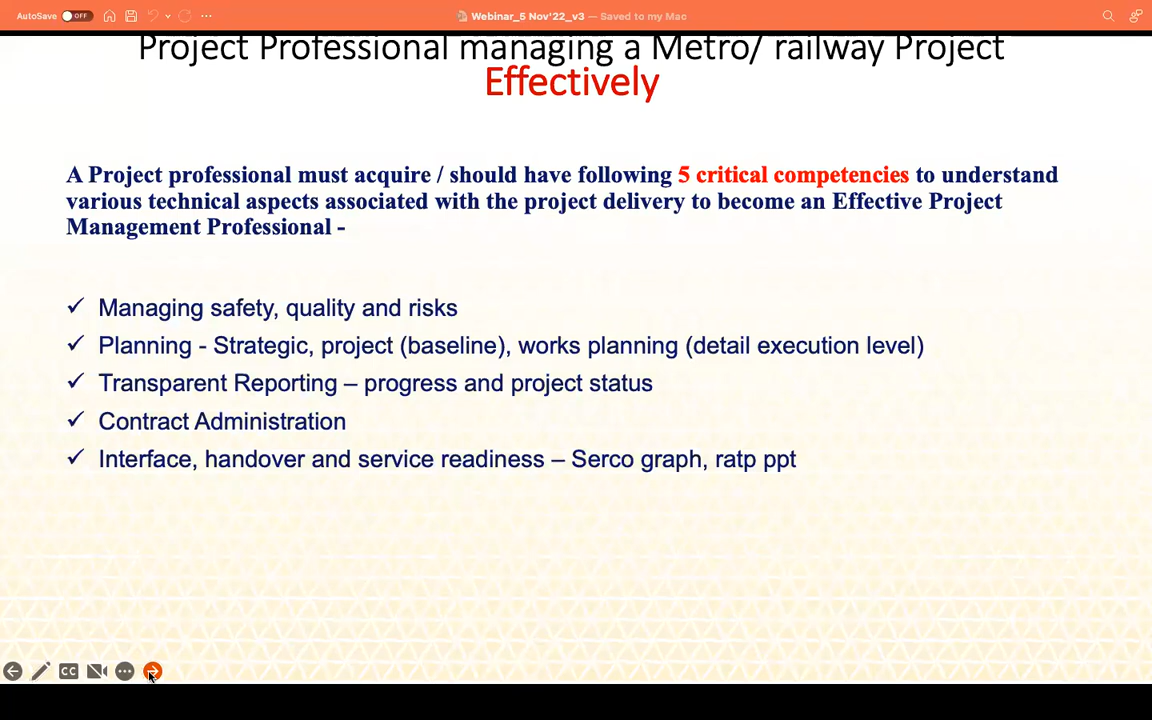 AutoSave OFF
Webinar_5 Nov'22_v3 — Saved to my Mac
Project Professional managing a Metro/ railway Project
Effectively
A Project professional must acquire / should have following 5 critical competencies to understand
various technical aspects associated with the project delivery to become an Effective Project
Management Professional -
✓ Managing safety, quality and risks
✓ Planning - Strategic, project (baseline), works planning (detail execution level)
✓ Transparent Reporting – progress and project status
✓ Contract Administration
✓ Interface, handover and service readiness – Serco graph, ratp ppt
CC